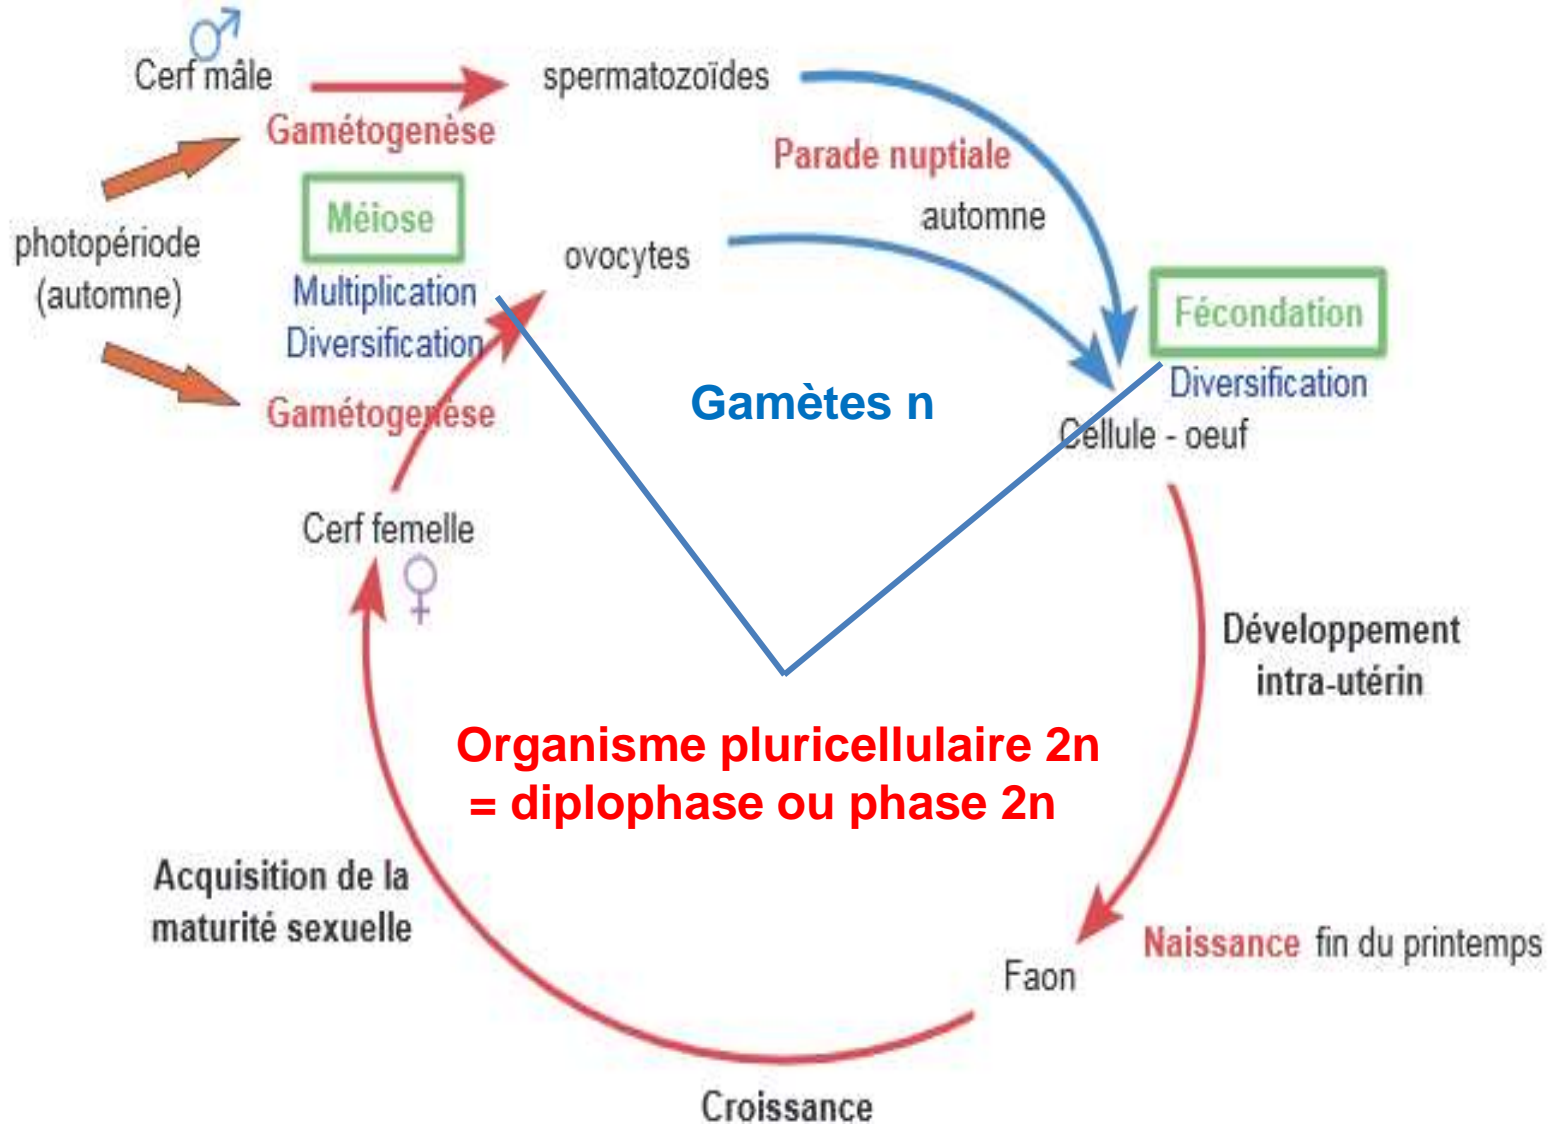 Cerf mâle
spermatozoïdes
Gamétogenèse
Parade nuptiale
automne
Méiose
photopériode
(automne)
ovocytes
Multiplication
Diversification
Fécondation
Diversification
Gamètes n
Gamétogenèse
Cellule - oeuf
Cerf femelle
Développement
intra-utérin
Organisme pluricellulaire 2n
= diplophase ou phase 2n
Acquisition de la
maturité sexuelle
Naissance fin du printemps
Faon
Croissance